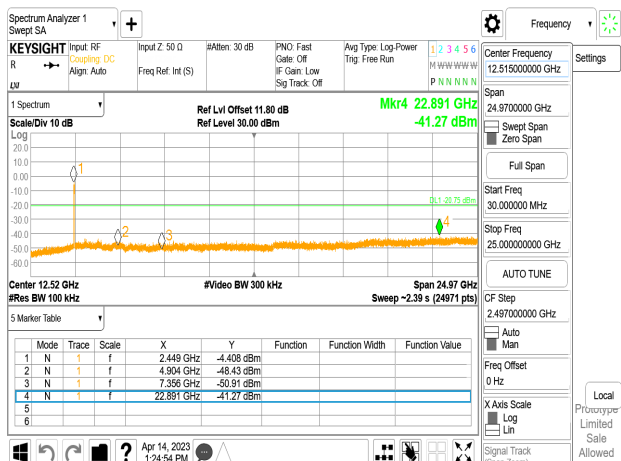 Spectrum Analyzer 1
Swept SA
Frequency
KEYSIGHT
R
LXI
Input: RF
Coupling: DC
Align: Auto
Input Z: 50 Ω
Freq Ref: Int (S)
#Atten: 30 dB
PNO: Fast
Gate: Off
IF Gain: Low
Sig Track: Off
Avg Type: Log-Power
Trig: Free Run
1 2 3 4 5 6
M W W W W W
P N N N N N
1 Spectrum
Scale/Div 10 dB
Ref Lvl Offset 11.80 dB
Ref Level 30.00 dBm
Mkr4 22.891 GHz
-41.27 dBm
Log
20.0
10.0
0.00
-10.00
-20.0
-30.0
-40.0
-50.0
-60.0
1
2
3
4
DL1 -20.75 dBm
Center 12.52 GHz
#Res BW 100 kHz
#Video BW 300 kHz
Span 24.97 GHz
Sweep ~2.39 s (24971 pts)
5 Marker Table
Mode Trace Scale X Y Function Function Width Function Value
1 N 1 f 2.449 GHz -4.408 dBm
2 N 1 f 4.904 GHz -48.43 dBm
3 N 1 f 7.356 GHz -50.91 dBm
4 N 1 f 22.891 GHz -41.27 dBm
5
6
?
Apr 14, 2023
1:24:54 PM
Center Frequency
12.515000000 GHz
Settings
Span
24.9700000 GHz
Swept Span
Zero Span
Full Span
Start Freq
30.000000 MHz
Stop Freq
25.000000000 GHz
AUTO TUNE
CF Step
2.497000000 GHz
Auto
Man
Freq Offset
0 Hz
X Axis Scale
Log
Lin
Local
Prototype
Limited
Sale
Allowed
Signal Track
(Span Zoom)